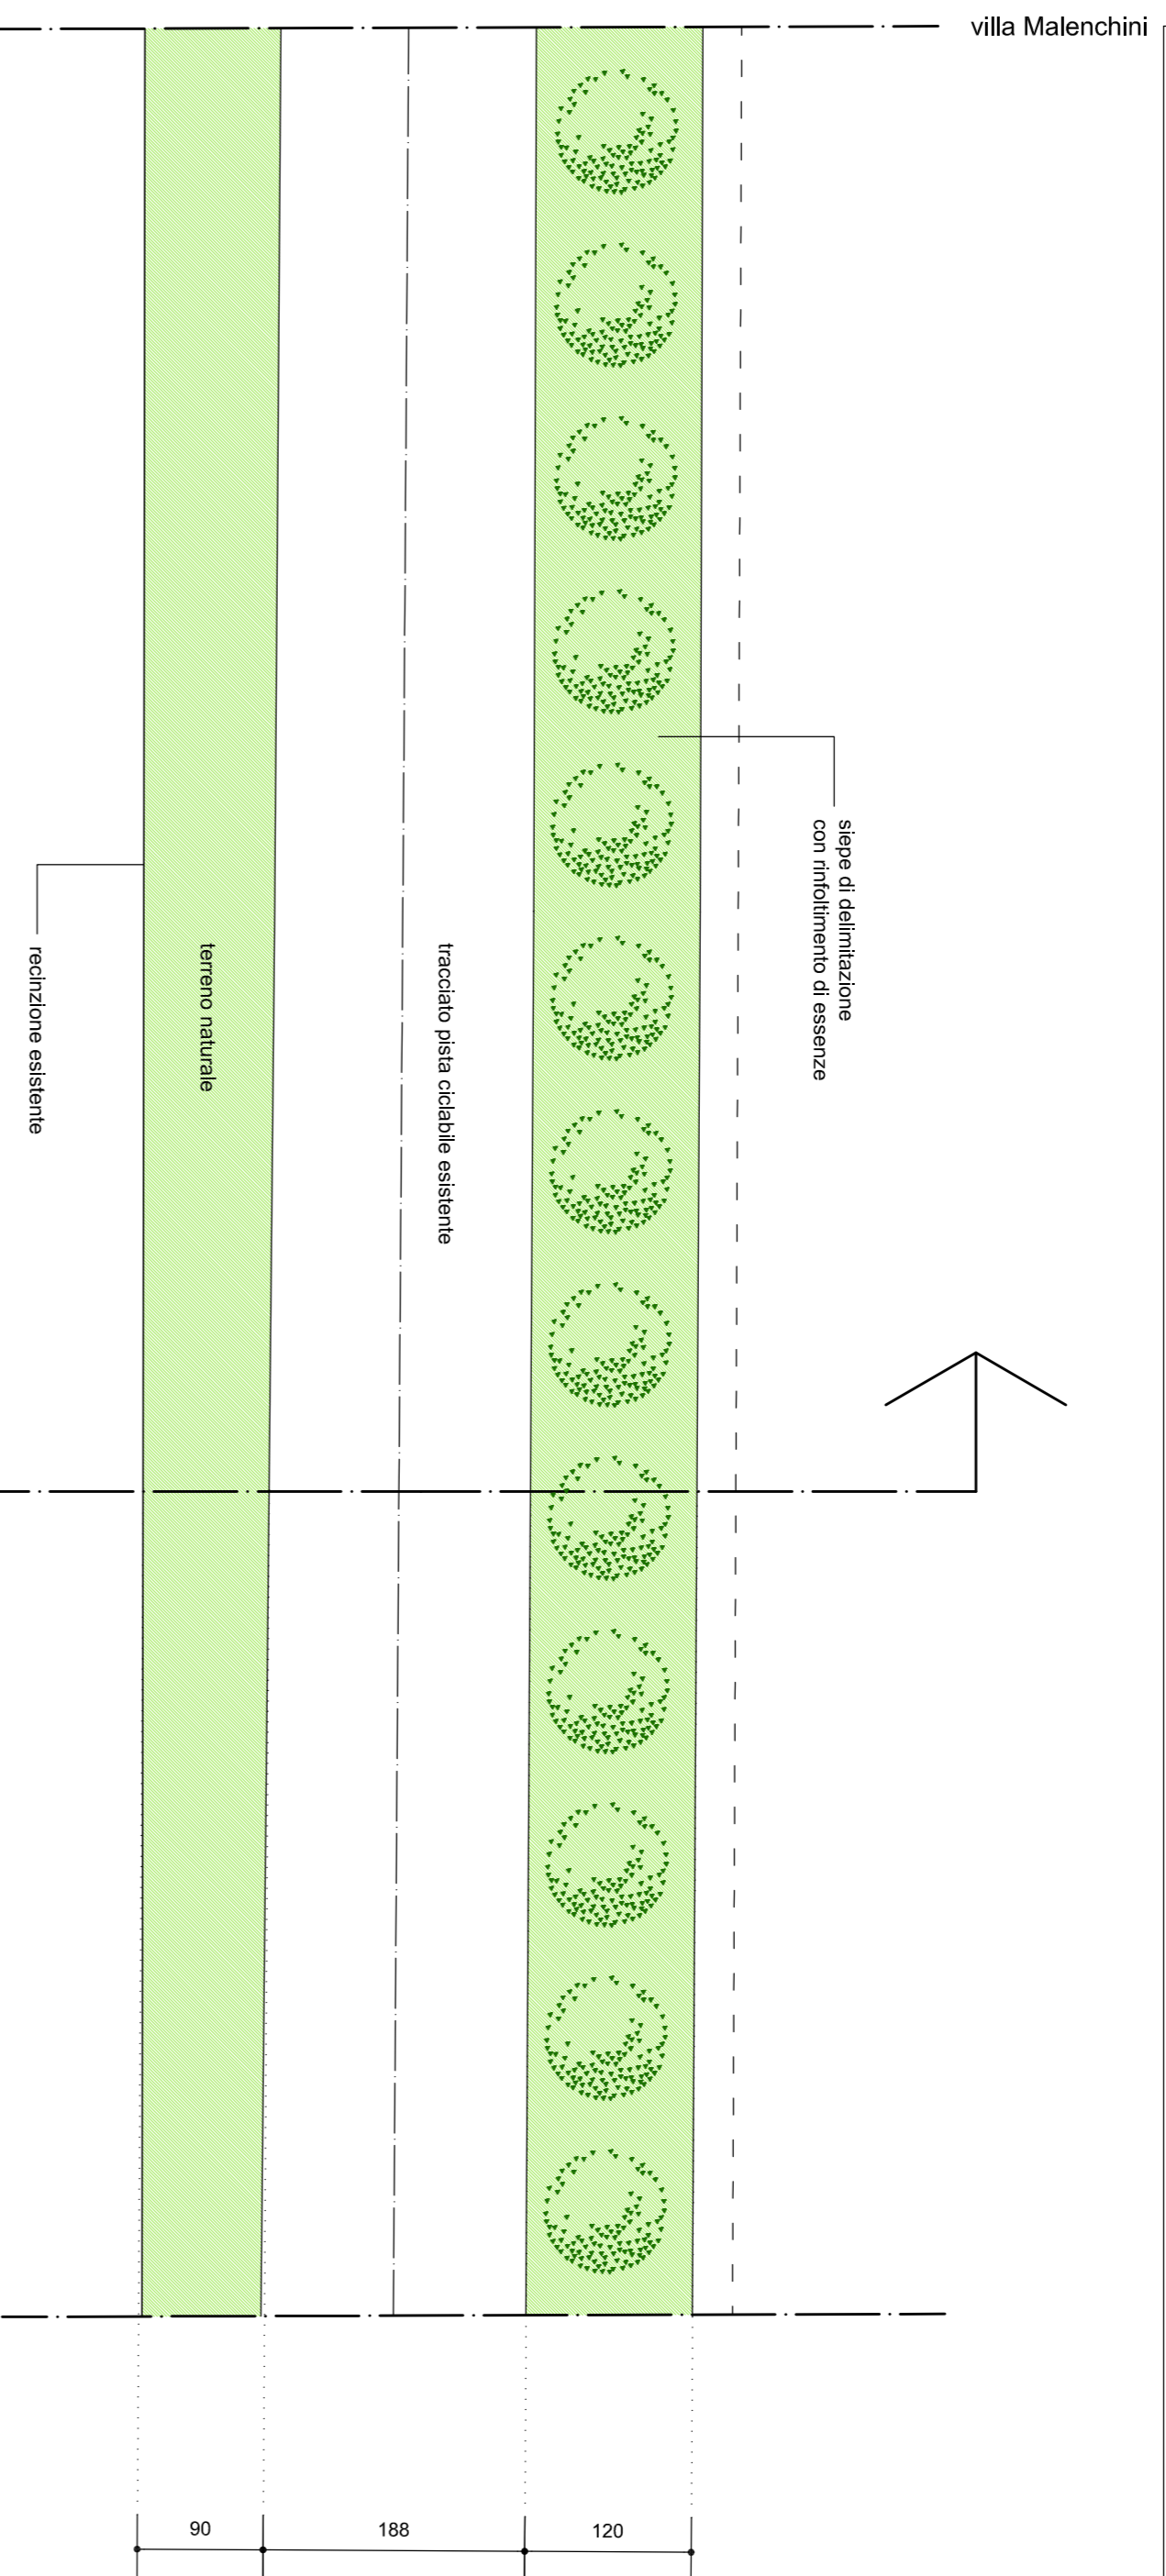 villa Malenchini
siepe di delimitazione
con rinfoltimento di essenze
tracciato pista ciclabile esistente
terreno naturale
recinzione esistente
90
188
120